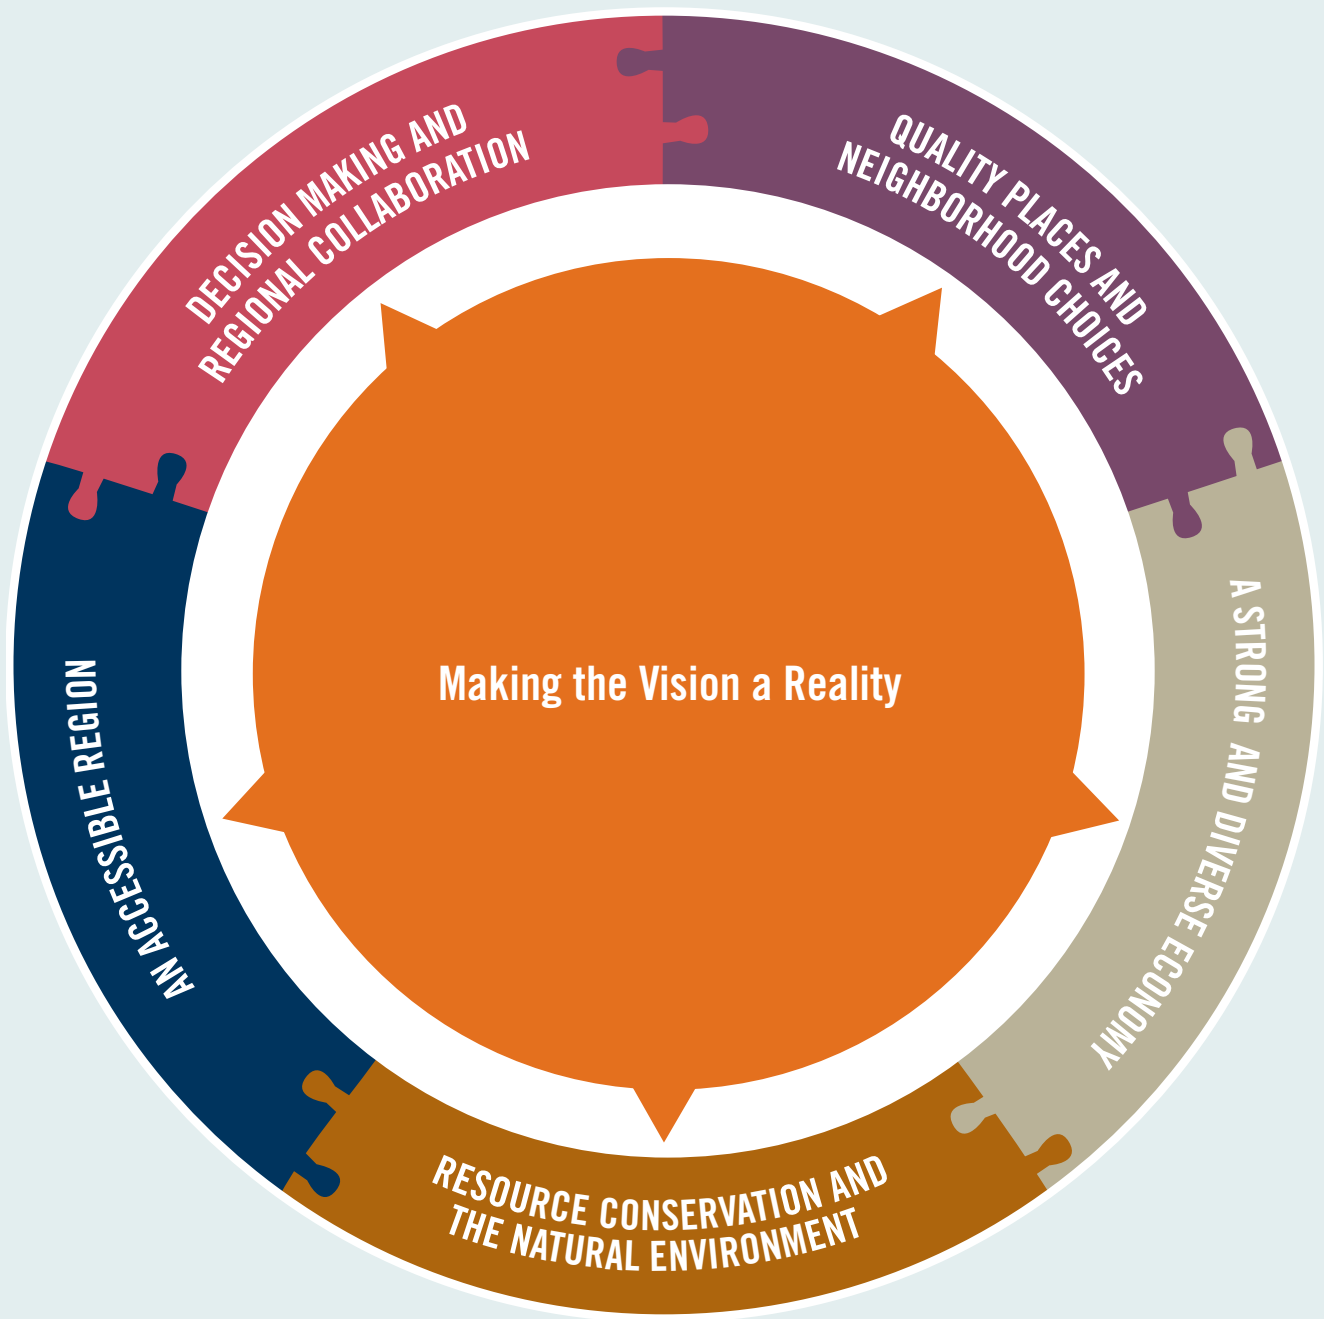 DECISION MAKING AND
REGIONAL COLLABORATION
QUALITY PLACES AND
NEIGHBORHOOD CHOICES
A STRONG AND DIVERSE ECONOMY
RESOURCE CONSERVATION AND
THE NATURAL ENVIRONMENT
AN ACCESSIBLE REGION
Making the Vision a Reality